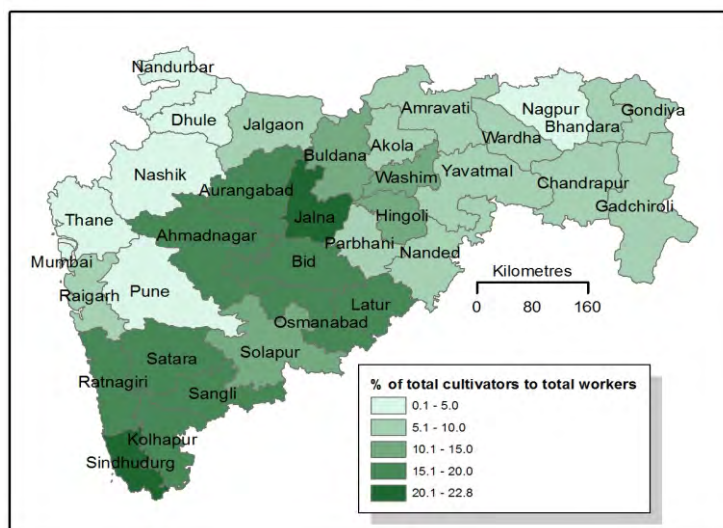 Nandurbar
Dhule
Jalgaon
Amravati
Nagpur
Gondiya
Bhandara
Wardha
Buldana
Akola
Nashik
Washim
Yavatmal
Aurangabad
Chandrapur
Gadchiroli
Thane
Jalna
Hingoli
Ahmadnagar
Parbhani
Mumbai
Bid
Nanded
Kilometres
0 80 160
Raigarh
Pune
Latur
Osmanabad
Satara
Solapur
Ratnagiri
Sangli
Kolhapur
Sindhudurg
% of total cultivators to total workers
0.1 - 5.0
5.1 - 10.0
10.1 - 15.0
15.1 - 20.0
20.1 - 22.8